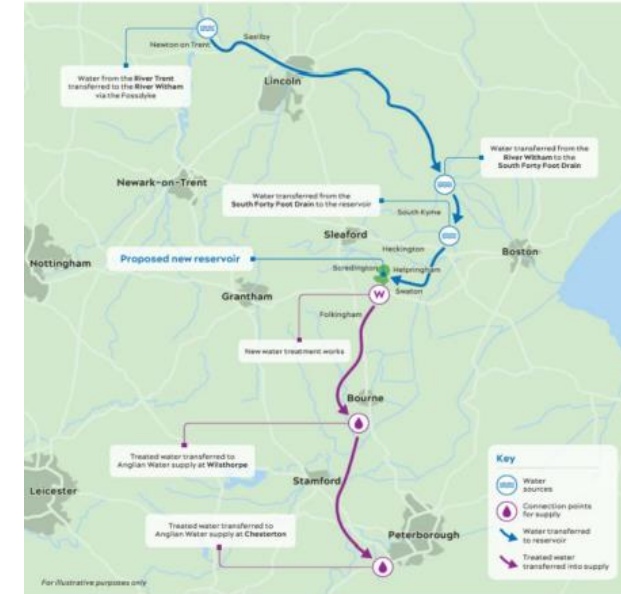 Newton on Trent
Saxilby
Lincoln
Water from the River Trent
transferred to the River Witham
via the Fossdyke
Water transferred from the
River Witham to the
South Forty Foot Drain
Newark-on-Trent
Water transferred from the
South Forty Foot Drain to the reservoir
South Kyme
Sleaford
Heckington
Boston
Nottingham
Proposed new reservoir
Scredington
Helpringham
Swaton
Grantham
W
Folkingham
New water treatment works
Bourne
Treated water transferred to
Anglian Water supply at Wilsthorpe
Leicester
Stamford
Treated water transferred to
Anglian Water supply at Chesterton
Peterborough
Key
Water
sources
Connection points
for supply
Water transferred
to reservoir
Treated water
transferred into supply
For illustrative purposes only